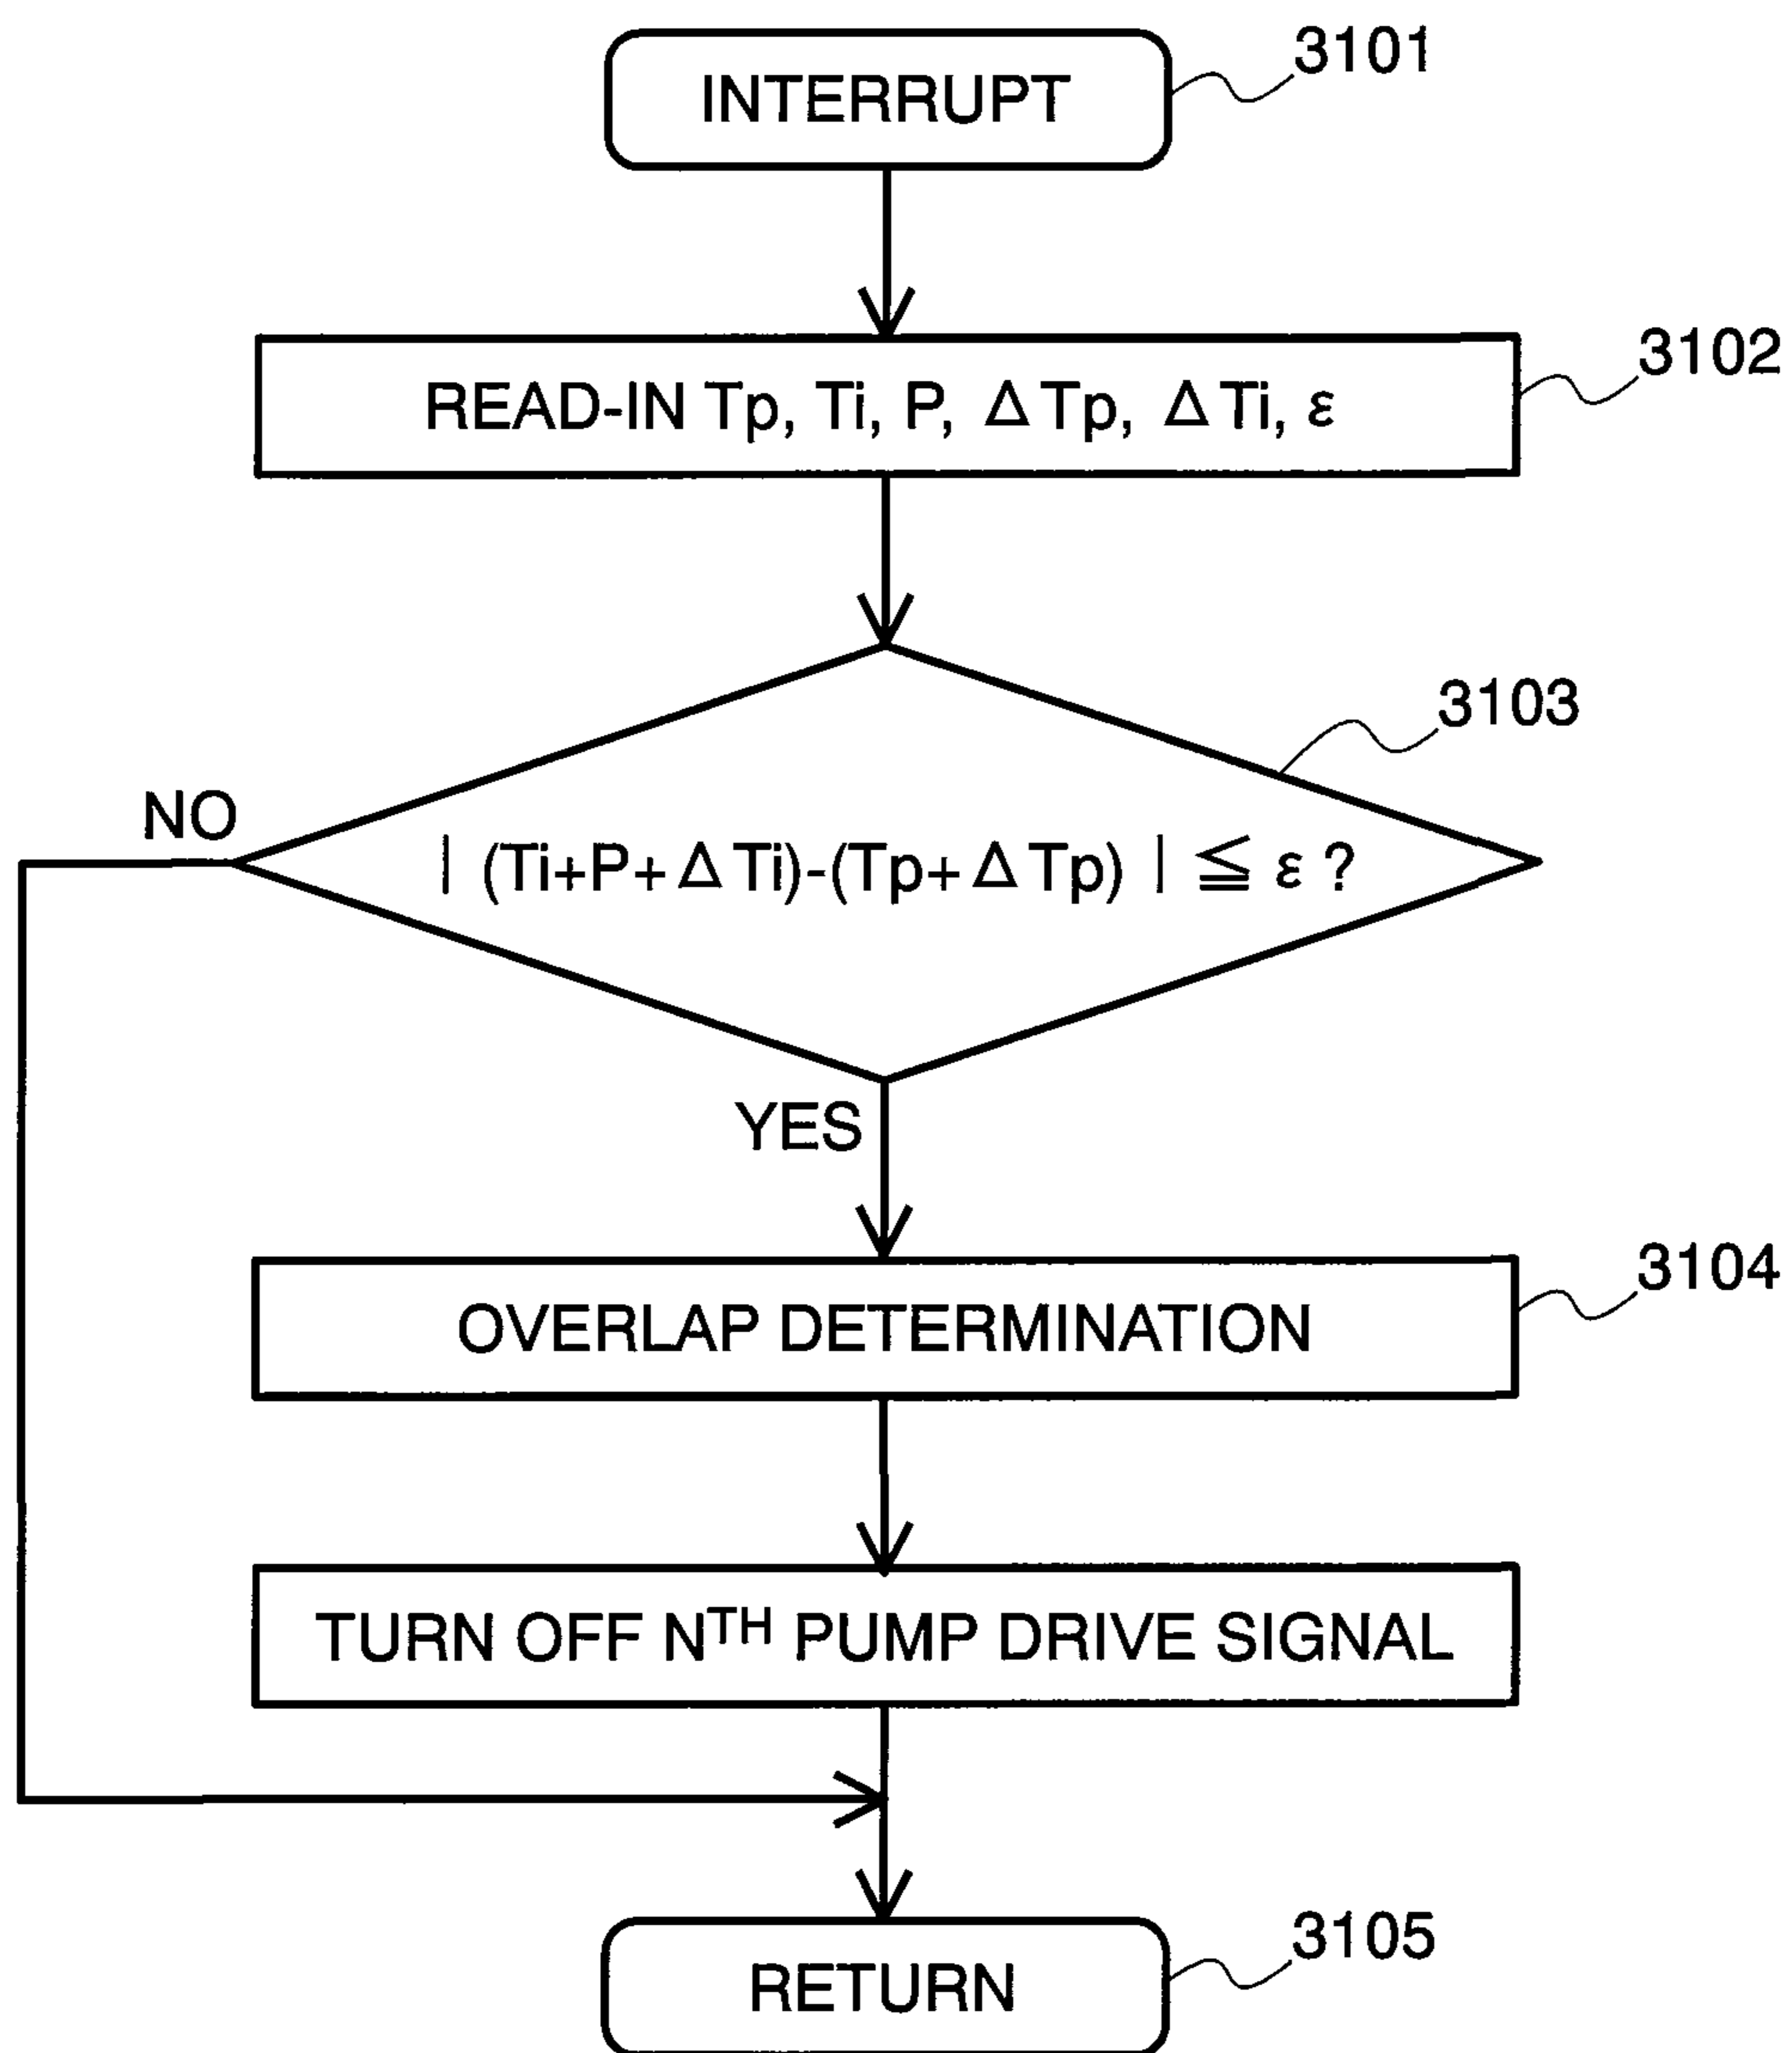 INTERRUPT
3101
READ-IN Tp, Ti, P, ΔTp, ΔTi, ε
3102
3103
NO
| (Ti+P+ΔTi)-(Tp+ΔTp) | ≦ ε ?
YES
OVERLAP DETERMINATION
3104
TURN OFF Nᵀᴴ PUMP DRIVE SIGNAL
RETURN
3105